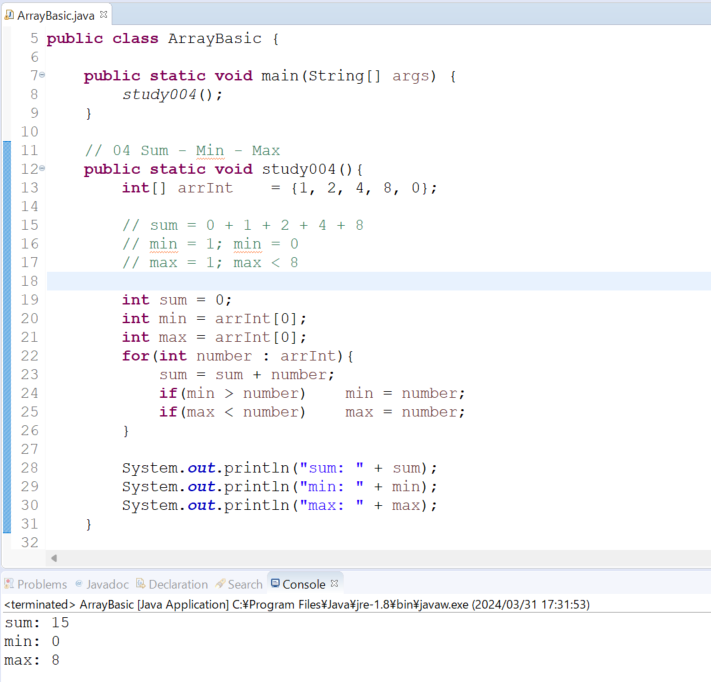 ArrayBasic.java
5 public class ArrayBasic {
6
7 public static void main(String[] args) {
8 study004();
9 }
10
11 // 04 Sum - Min - Max
12 public static void study004(){
13 int[] arrInt    = {1, 2, 4, 8, 0};
14
15 // sum = 0 + 1 + 2 + 4 + 8
16 // min = 1; min = 0
17 // max = 1; max < 8
18
19 int sum = 0;
20 int min = arrInt[0];
21 int max = arrInt[0];
22 for(int number : arrInt){
23 sum = sum + number;
24 if(min > number)    min = number;
25 if(max < number)    max = number;
26 }
27
28 System.out.println("sum: " + sum);
29 System.out.println("min: " + min);
30 System.out.println("max: " + max);
31 }
32
Problems Javadoc Declaration Search Console
<terminated> ArrayBasic [Java Application] C:¥Program Files¥Java¥jre-1.8¥bin¥javaw.exe (2024/03/31 17:31:53)
sum: 15
min: 0
max: 8